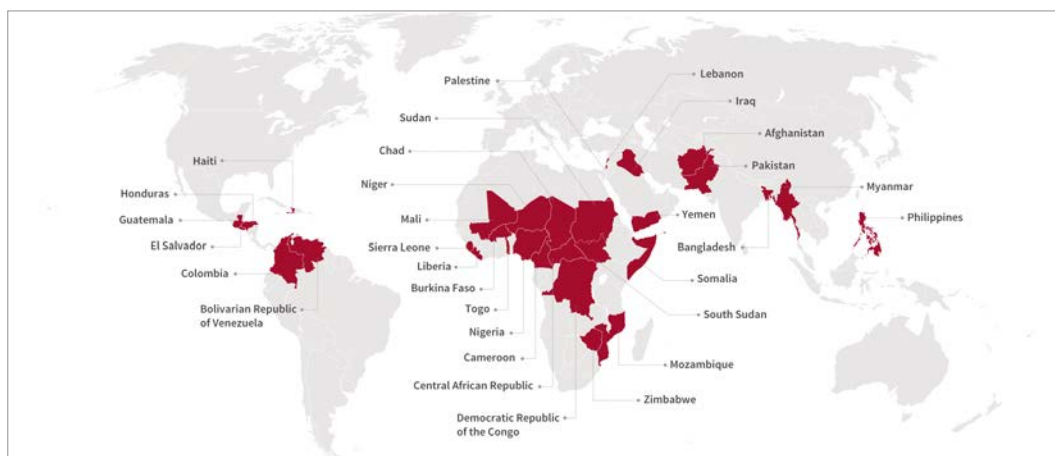 Palestine
Lebanon
Iraq
Sudan
Afghanistan
Chad
Haiti
Pakistan
Niger
Myanmar
Honduras
Mali
Yemen
Guatemala
Philippines
Sierra Leone
El Salvador
Bangladesh
Liberia
Colombia
Somalia
Burkina Faso
Togo
Bolivarian Republic
of Venezuela
South Sudan
Nigeria
Cameroon
Mozambique
Central African Republic
Zimbabwe
Democratic Republic
of the Congo